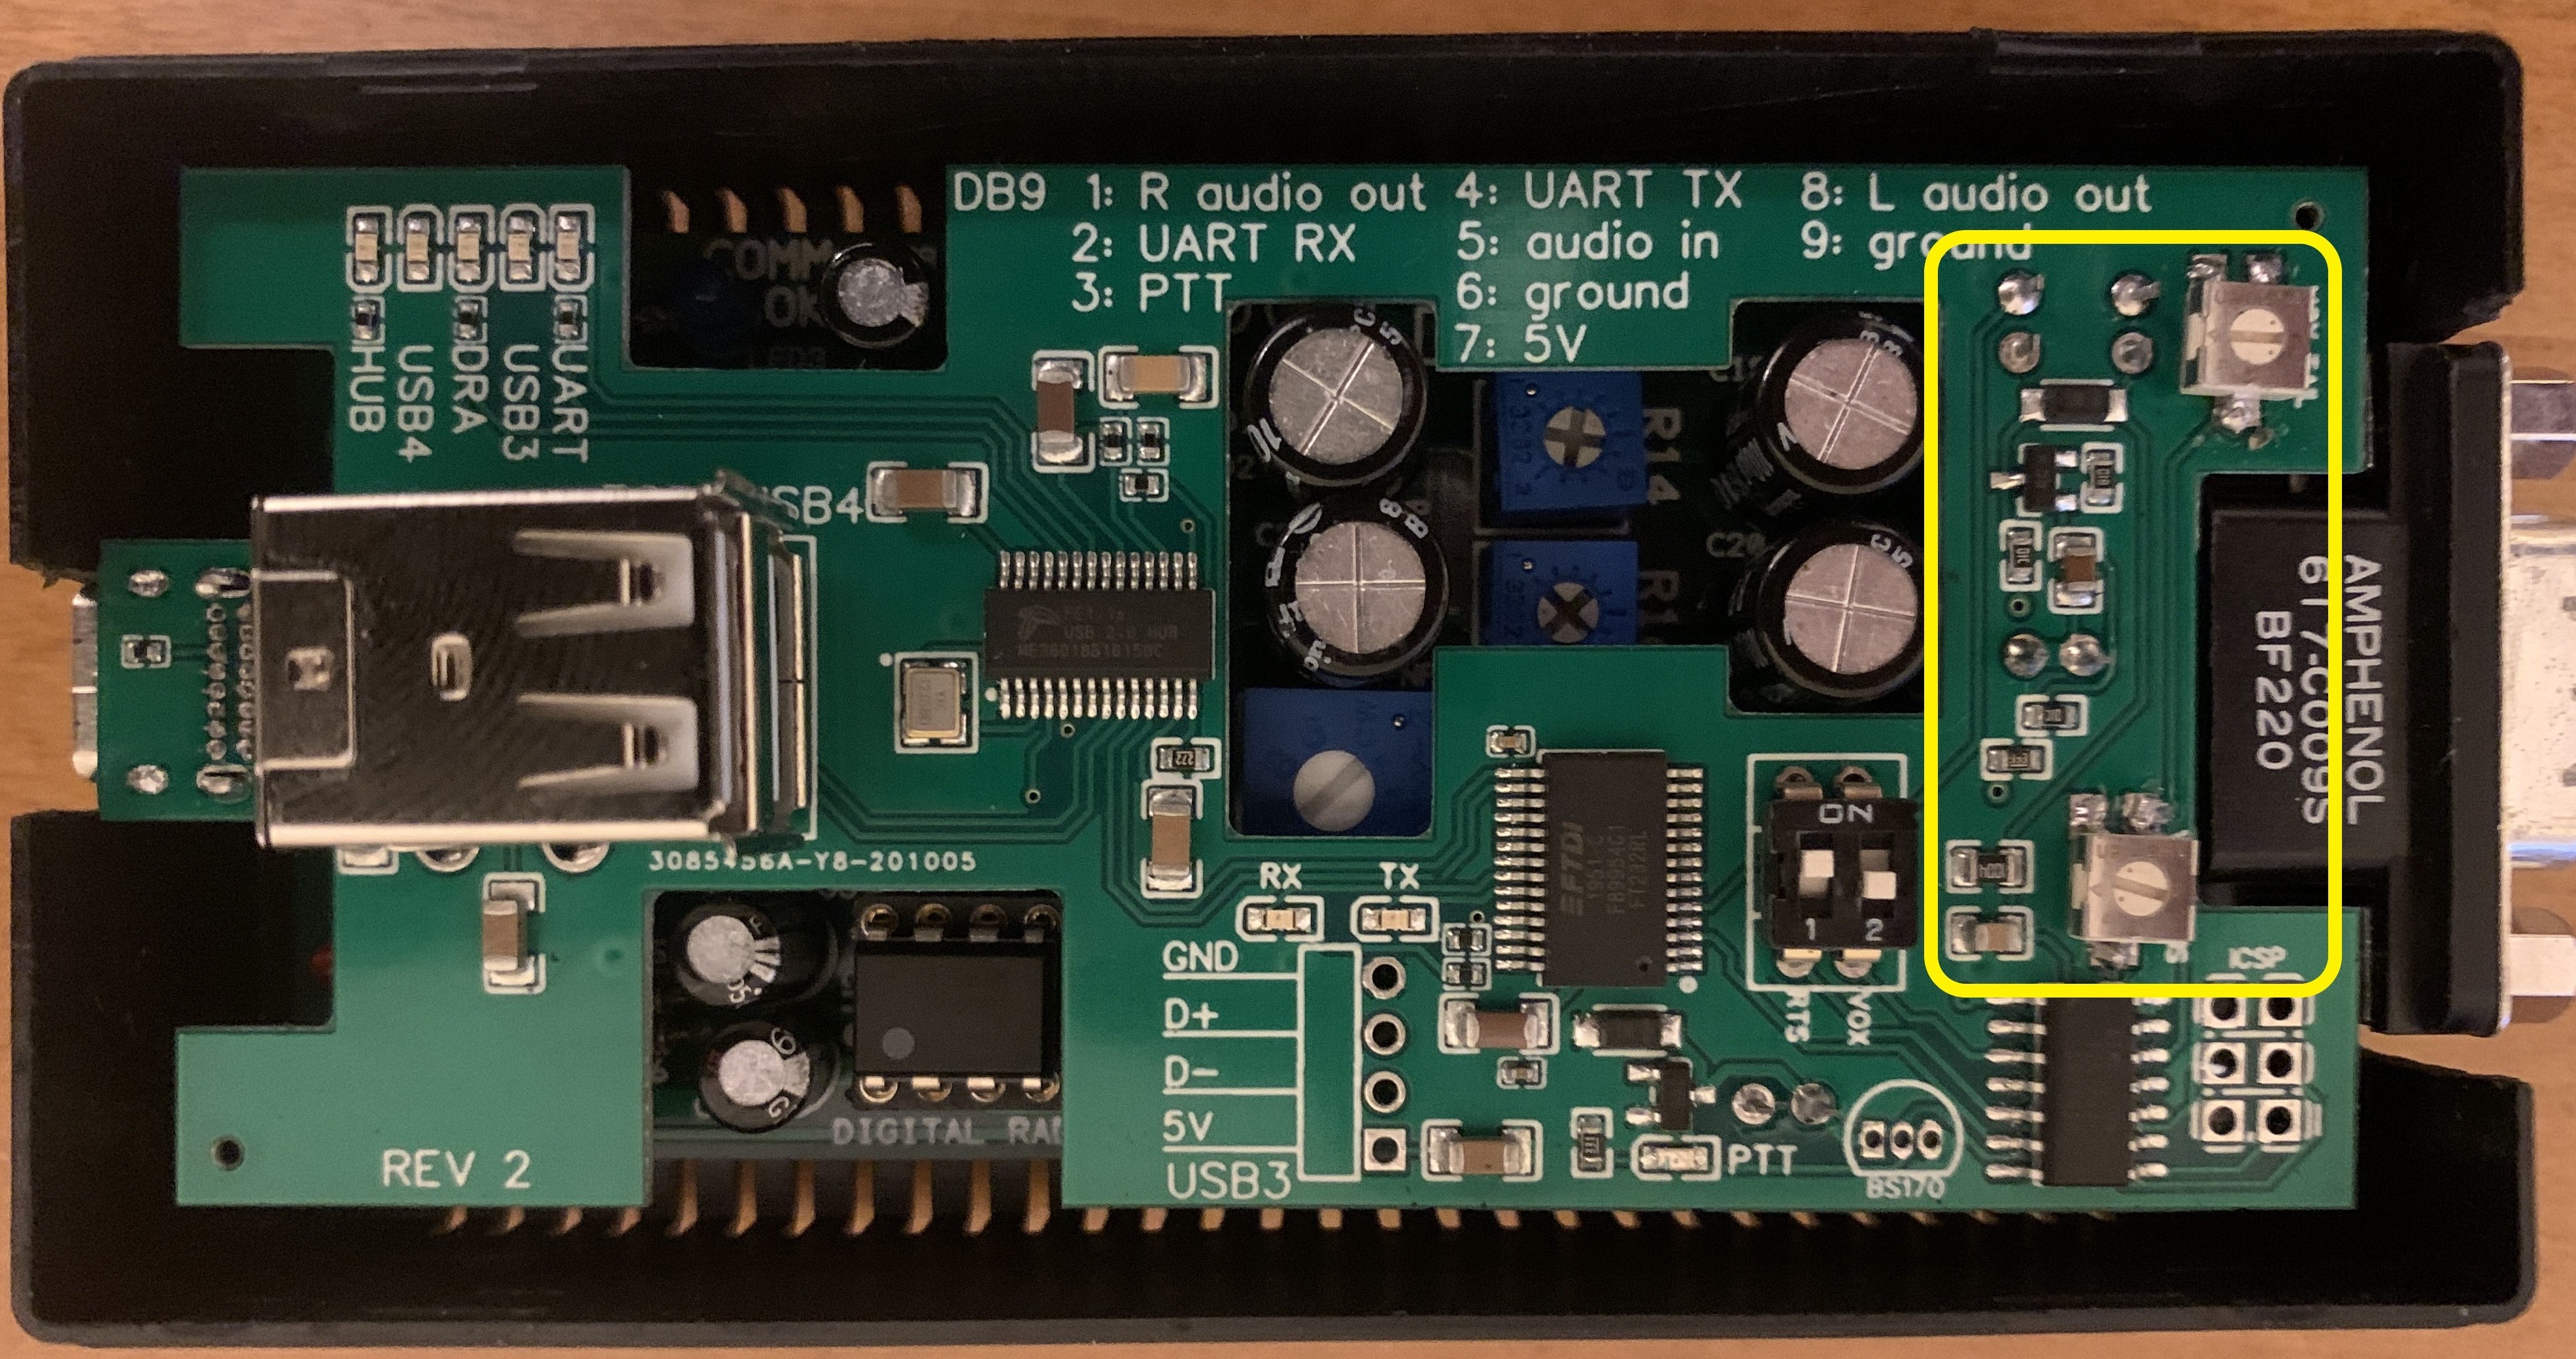 DB9 1: R audio out 4: UART TX 8: L audio out
2: UART RX 5: audio in 9: ground
3: PTT 6: ground
7: 5V
COMM
OK
HUB
USB4
DRA
USB3
UART
USB4
R14
C20
USB 2.0 HUB
272
3085456A-Y8-201005
RX
TX
FTDI
FT232RL
ON
1 2
RTS
VOX
AMPHENOL
617-C009S
BF220
ICSP
GND
D+
D-
5V
USB3
DIGITAL RA
REV 2
PTT
BS170